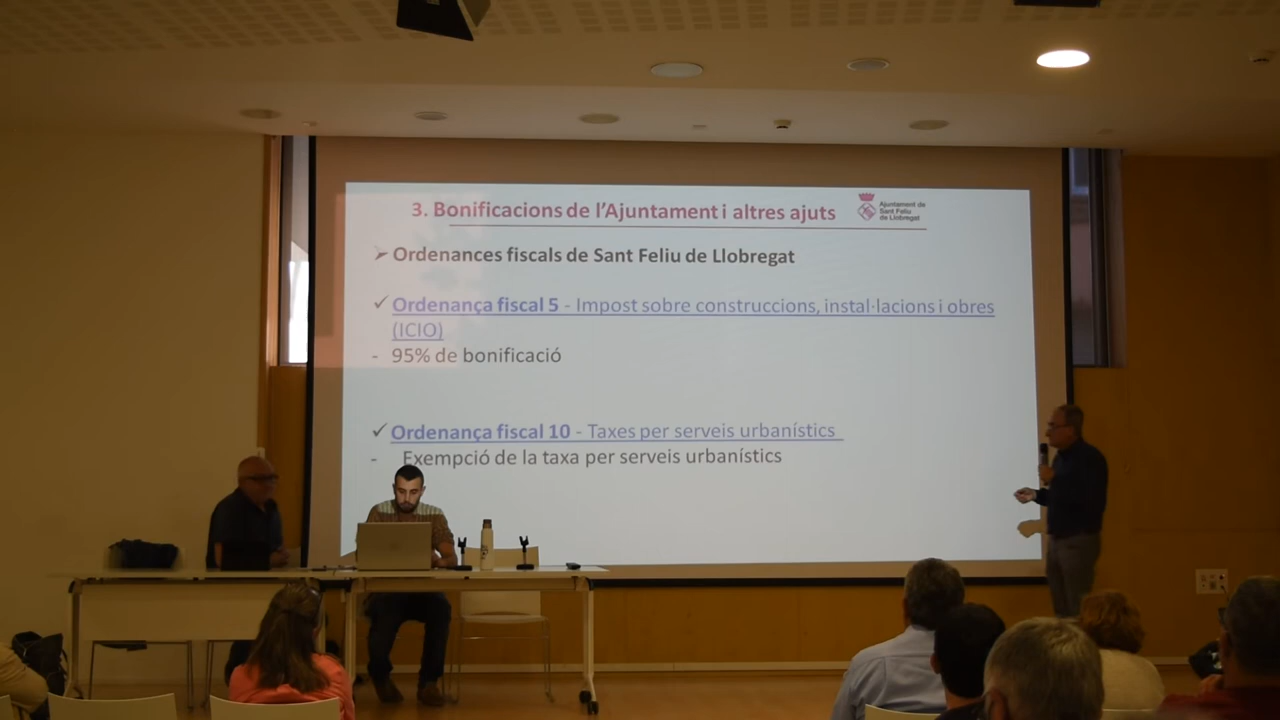 3. Bonificacions de l'Ajuntament i altres ajuts
Ajuntament de
Sant Feliu
de Llobregat
Ordenances fiscals de Sant Feliu de Llobregat
Ordenança fiscal 5 - Impost sobre construccions, instal·lacions i obres
(ICIO)
- 95% de bonificació
Ordenança fiscal 10 - Taxes per serveis urbanístics
- Exempció de la taxa per serveis urbanístics